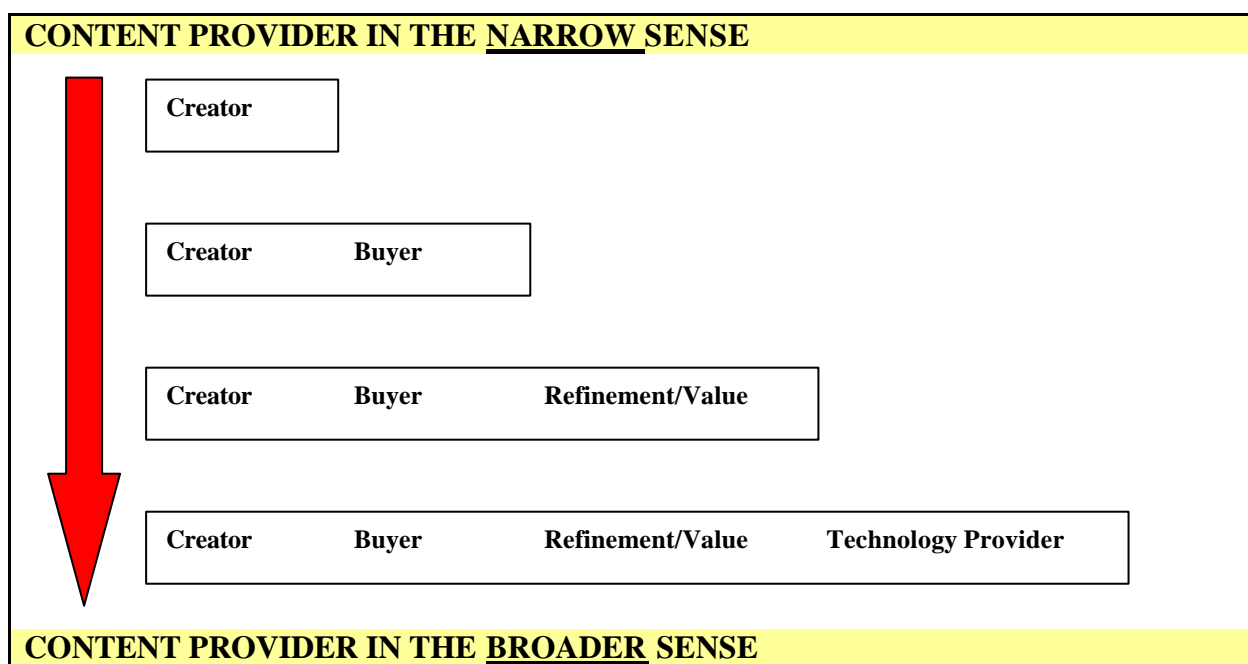 CONTENT PROVIDER IN THE NARROW SENSE
Creator
Creator Buyer
Creator Buyer Refinement/Value
Creator Buyer Refinement/Value Technology Provider
CONTENT PROVIDER IN THE BROADER SENSE